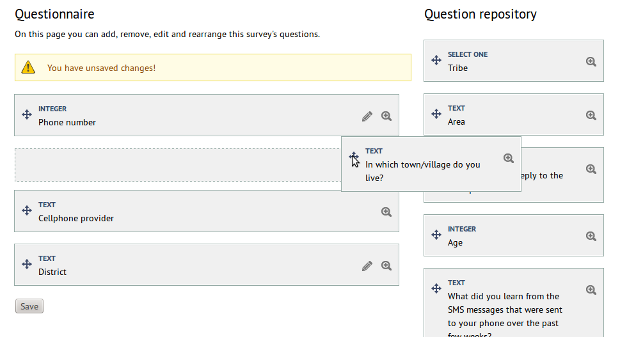 Questionnaire
On this page you can add, remove, edit and rearrange this survey's questions.
You have unsaved changes!
INTEGER
Phone number
TEXT
Cellphone provider
TEXT
District
Save
TEXT
In which town/village do you
live?
Question repository
SELECT ONE
Tribe
TEXT
Area
eply to the
INTEGER
Age
TEXT
What did you learn from the
SMS messages that were sent
to your phone over the past
few weeks?